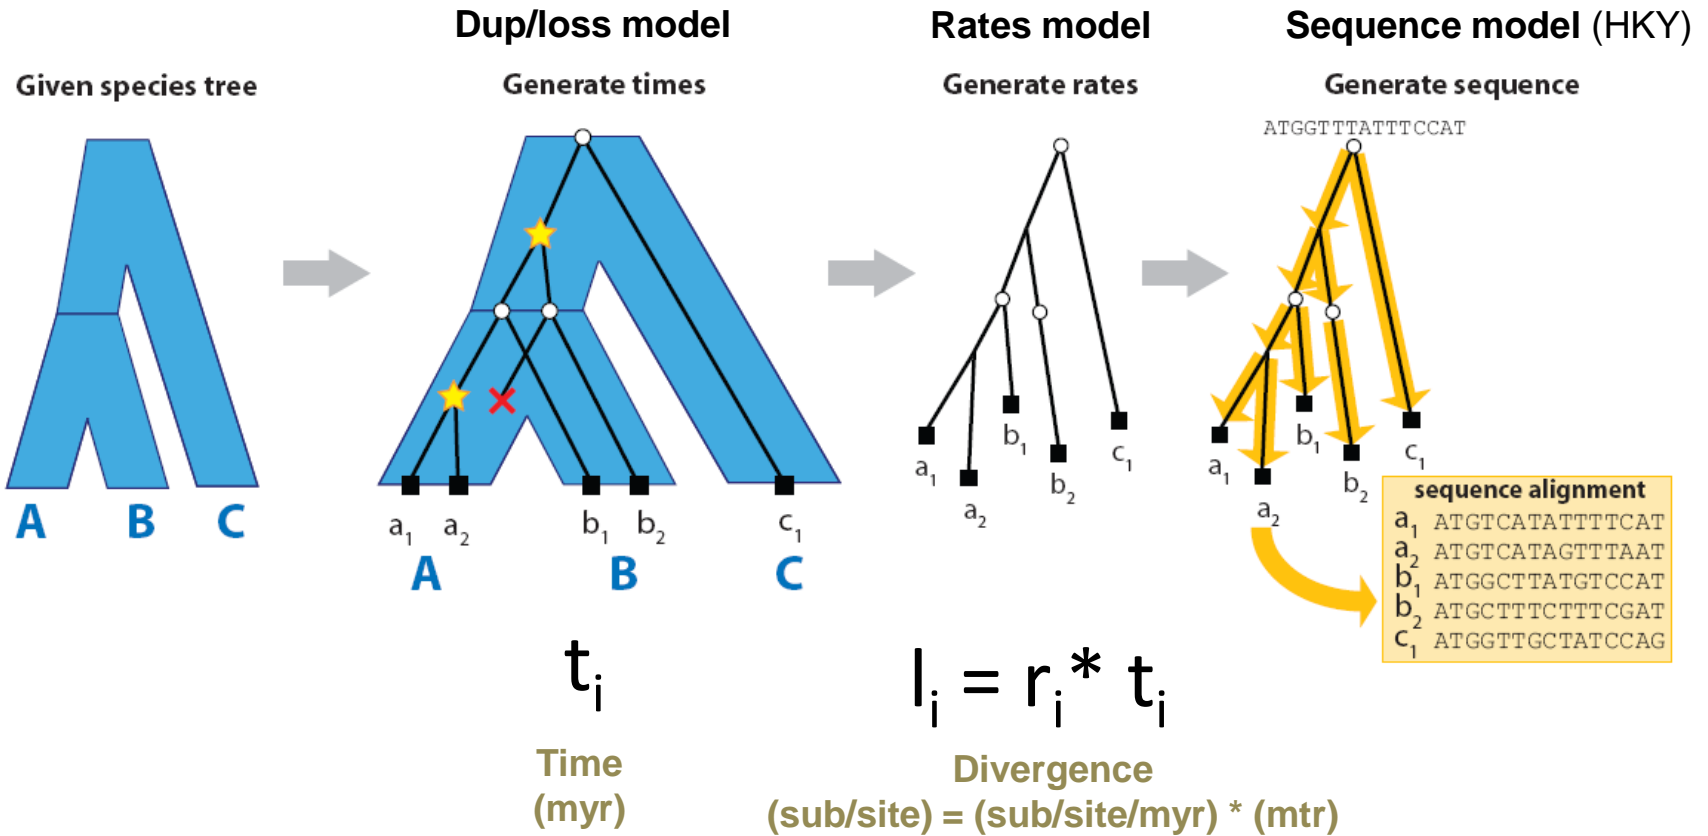 Dup/loss model
Rates model
Sequence model (HKY)
Given species tree
Generate times
Generate rates
Generate sequence
ATGGTTTATTTCCAT
A B C
a1 a2 b1 b2 c1
A B C
a1 a2 b1 b2 c1
a1 a2 b1 b2 c1
sequence alignment
a1 ATGTCATATTTTCAT
a2 ATGTCATAGTTTAAT
b1 ATGGCTTATGTCCAT
b2 ATGCTTTCTTTCGAT
c1 ATGGTTGCTATCCAG
ti
li = ri * ti
Time
(myr)
Divergence
(sub/site) = (sub/site/myr) * (mtr)